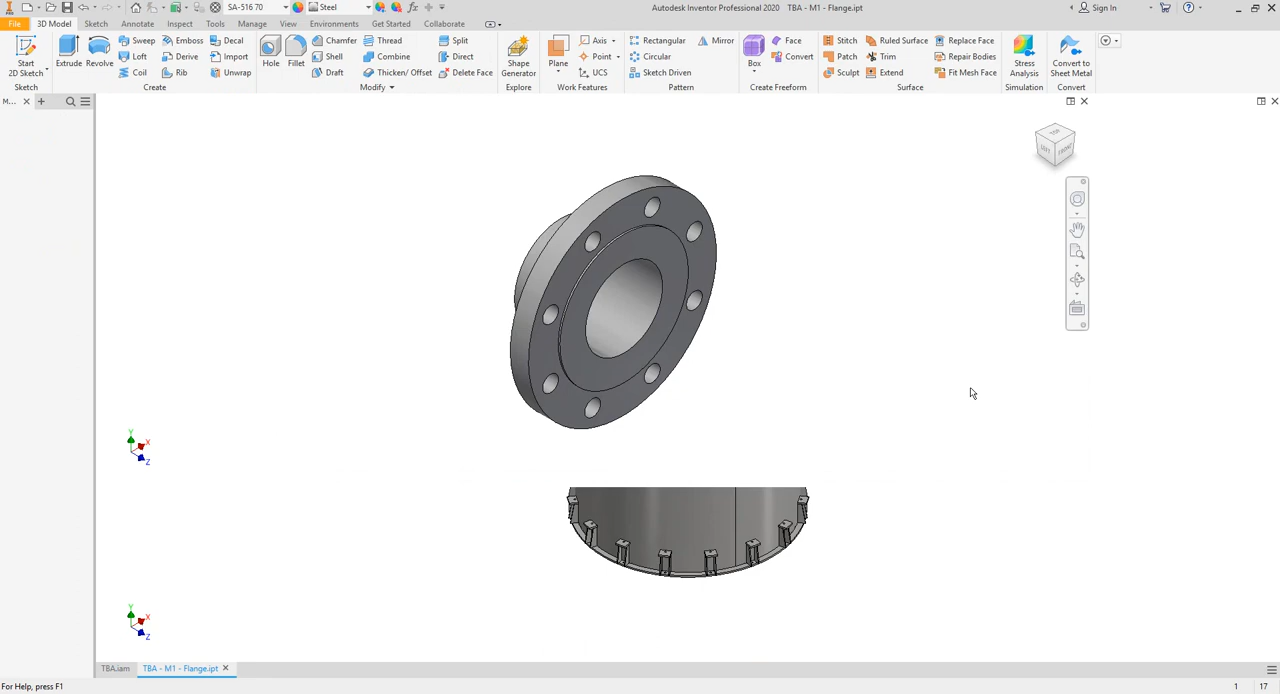 SA-516 70 Steel Autodesk Inventor Professional 2020 TBA - M1 - Flange.ipt Sign In
File 3D Model Sketch Annotate Inspect Tools Manage View Environments Get Started Collaborate
Start
2D Sketch
Extrude Revolve
Sweep Emboss Decal
Loft Derive Import
Coil Rib Unwrap
Hole Fillet
Chamfer Thread Split
Shell Combine Direct
Draft Thicken/ Offset Delete Face
Shape
Generator
Plane
Axis
Point
UCS
Rectangular Mirror
Circular
Sketch Driven
Box
Face
Convert
Stitch Ruled Surface Replace Face
Patch Trim Repair Bodies
Sculpt Extend Fit Mesh Face
Stress
Analysis
Convert to
Sheet Metal
Sketch Create Modify Explore Work Features Pattern Create Freeform Surface Simulation Convert
M...
TOP
LEFT FRONT
Y
X
Z
Y
X
Z
TBA.iam TBA - M1 - Flange.ipt
For Help, press F1 1 17